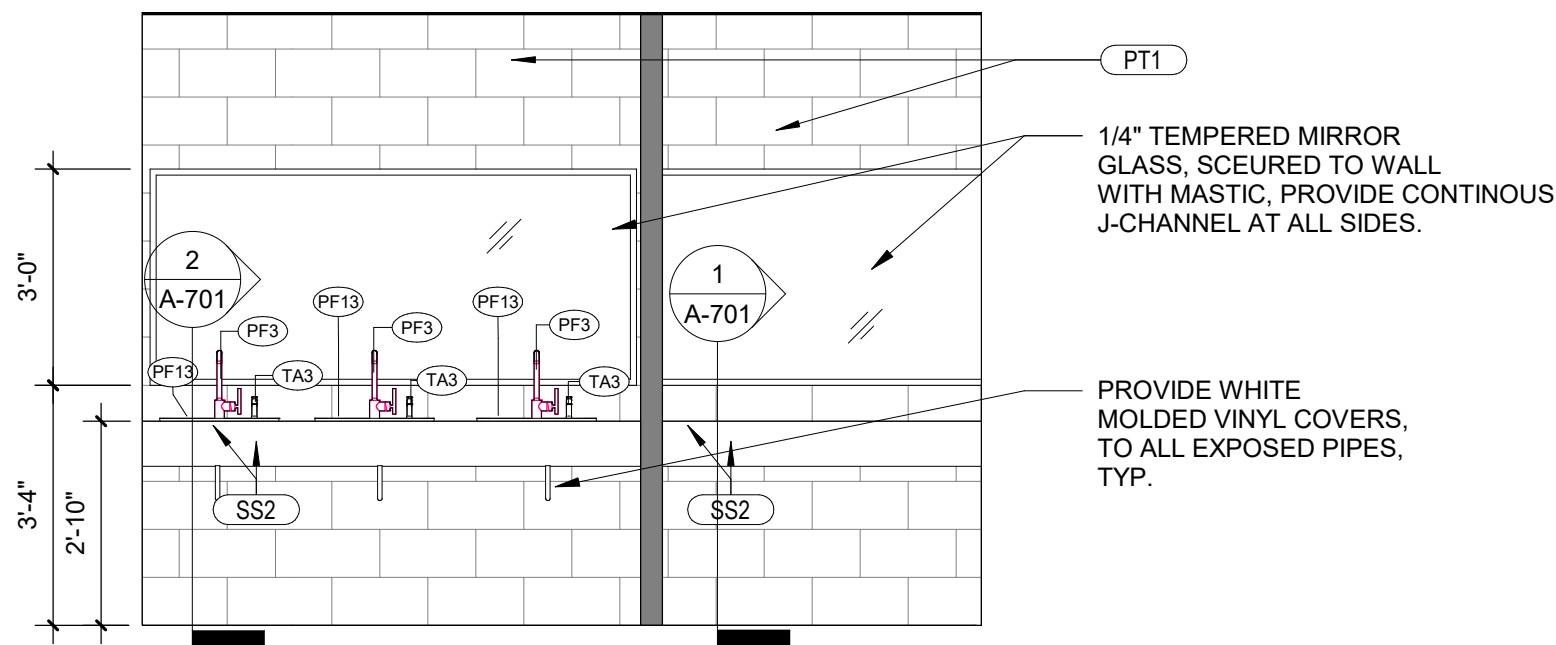 PT1
1/4" TEMPERED MIRROR
GLASS, SCEURED TO WALL
WITH MASTIC, PROVIDE CONTINOUS
J-CHANNEL AT ALL SIDES.
3'-0"
2
A-701
1
A-701
PF13
PF13
PF3
PF3
PF3
PF13
TA3
TA3
TA3
PROVIDE WHITE
MOLDED VINYL COVERS,
TO ALL EXPOSED PIPES,
TYP.
3'-4"
2'-10"
SS2
SS2